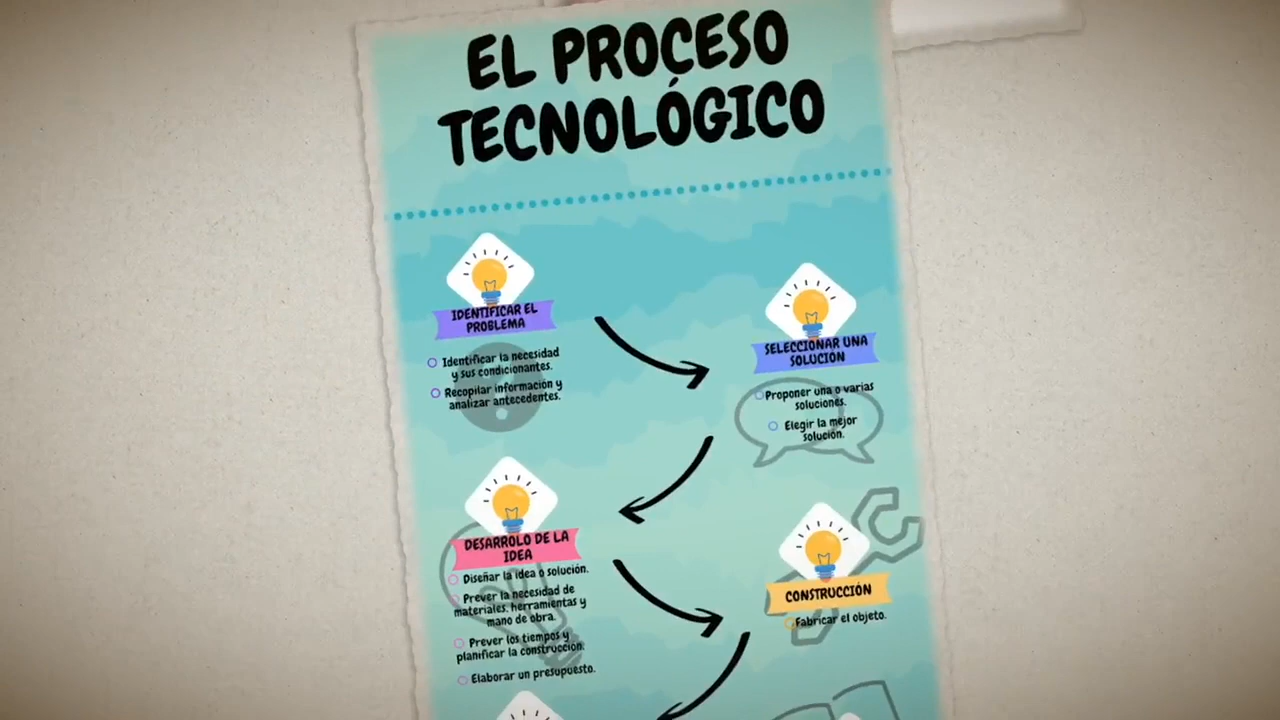 EL PROCESO
TECNOLÓGICO
IDENTIFICAR EL
PROBLEMA
Identificar la necesidad
y sus condicionantes.
Recopilar información y
analizar antecedentes.
SELECCIONAR UNA
SOLUCIÓN
Proponer una o varias
soluciones.
Elegir la mejor
solución.
DESARROLO DE LA
IDEA
Diseñar la idea o solución.
Prever la necesidad de
materiales, herramientas y
mano de obra.
Prever los tiempos y
planificar la construcción.
Elaborar un presupuesto.
CONSTRUCCIÓN
Fabricar el objeto.